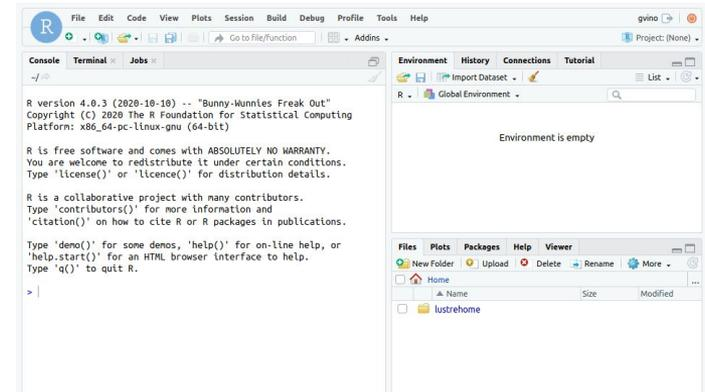 R
File Edit Code View Plots Session Build Debug Profile Tools Help
gvino
Go to file/function
Addins
Project: (None)
Console Terminal Jobs
~/
R version 4.0.3 (2020-10-10) -- "Bunny-Wunnies Freak Out"
Copyright (C) 2020 The R Foundation for Statistical Computing
Platform: x86_64-pc-linux-gnu (64-bit)
R is free software and comes with ABSOLUTELY NO WARRANTY.
You are welcome to redistribute it under certain conditions.
Type 'license()' or 'licence()' for distribution details.
R is a collaborative project with many contributors.
Type 'contributors()' for more information and
'citation()' on how to cite R or R packages in publications.
Type 'demo()' for some demos, 'help()' for on-line help, or
'help.start()' for an HTML browser interface to help.
Type 'q()' to quit R.
>
Environment History Connections Tutorial
Import Dataset
List
R Global Environment
Environment is empty
Files Plots Packages Help Viewer
New Folder Upload Delete Rename More
Home
...
Name Size Modified
lustrehome